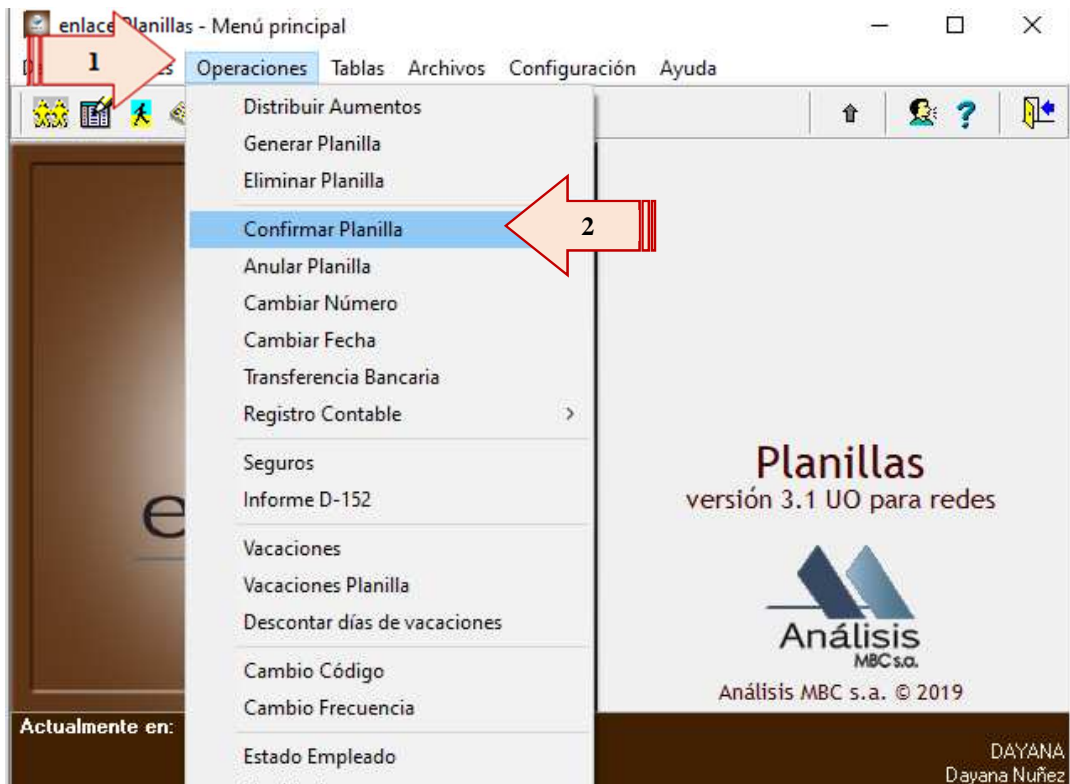 enlace Planillas - Menú principal
1
Operaciones Tablas Archivos Configuración Ayuda
Distribuir Aumentos
Generar Planilla
Eliminar Planilla
Confirmar Planilla
2
Anular Planilla
Cambiar Número
Cambiar Fecha
Transferencia Bancaria
Registro Contable >
Seguros
Informe D-152
Vacaciones
Vacaciones Planilla
Descontar días de vacaciones
Cambio Código
Cambio Frecuencia
Estado Empleado
Planillas
versión 3.1 UO para redes
Análisis
MBC s.a.
Análisis MBC s.a. © 2019
Actualmente en:
DAYANA
Dayana Nuñez